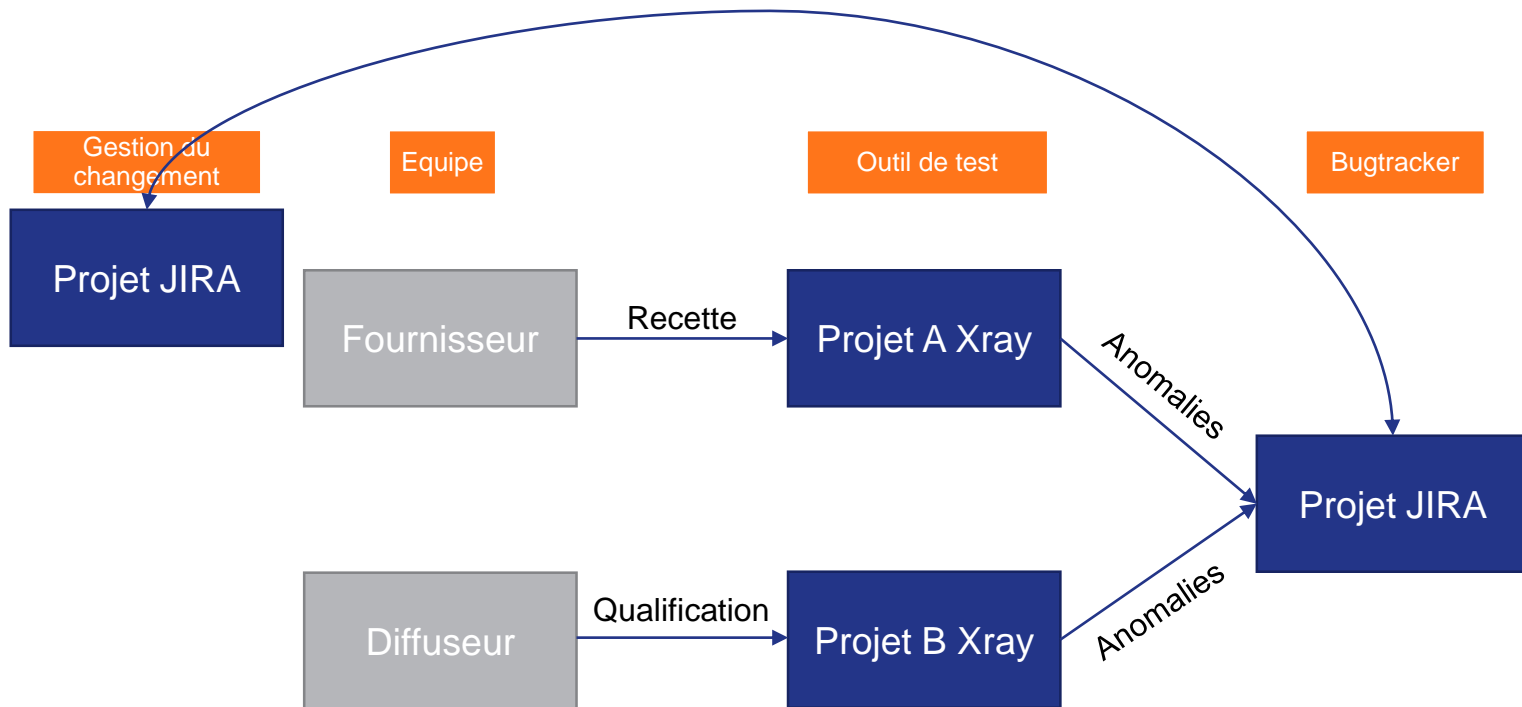 Gestion du
changement
Equipe
Outil de test
Bugtracker
Projet JIRA
Fournisseur
Recette
Projet A Xray
Anomalies
Projet JIRA
Diffuseur
Qualification
Projet B Xray
Anomalies